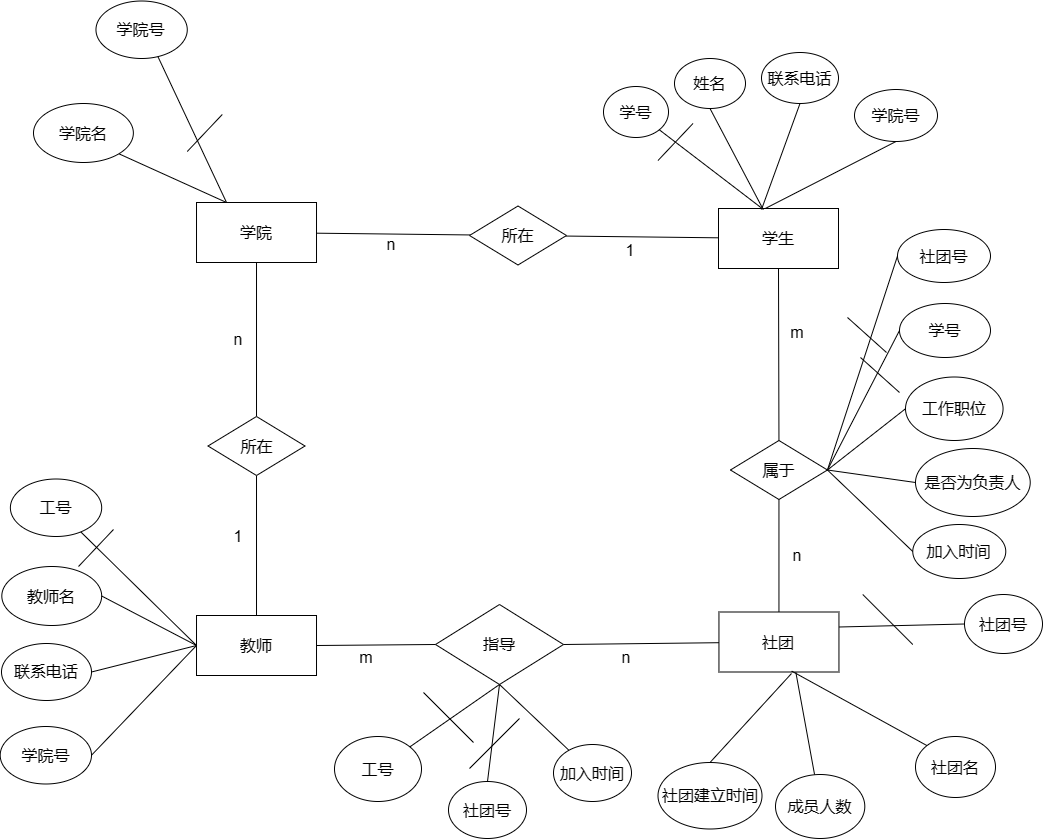 学院号
学院名
学院
n
所在
1
学号
姓名
联系电话
学院号
学生
社团号
学号
工作职位
是否为负责人
加入时间
m
属于
n
n
所在
1
工号
教师名
联系电话
学院号
教师
m
指导
n
社团
社团号
工号
社团号
加入时间
社团建立时间
成员人数
社团名